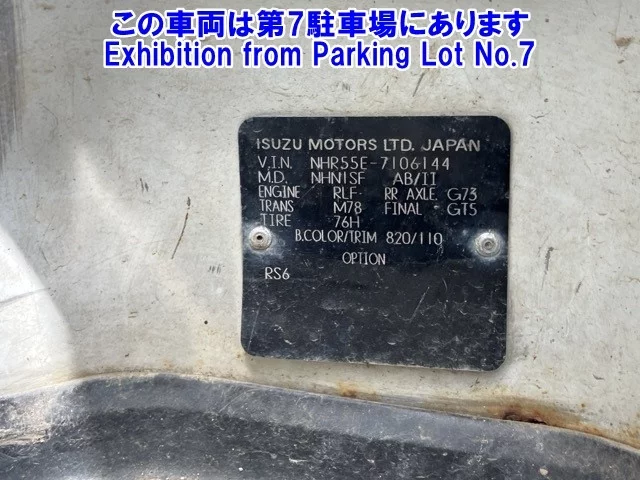 この車両は第7駐車場にあります
Exhibition from Parking Lot No.7
ISUZU MOTORS LTD. JAPAN
V.I.N. NHR55E-7106144
M.D. NHN1SF AB/II
ENGINE RLF RR AXLE G73
TRANS M78 FINAL GT5
TIRE 76H
B.COLOR/TRIM 820/110
OPTION
RS6